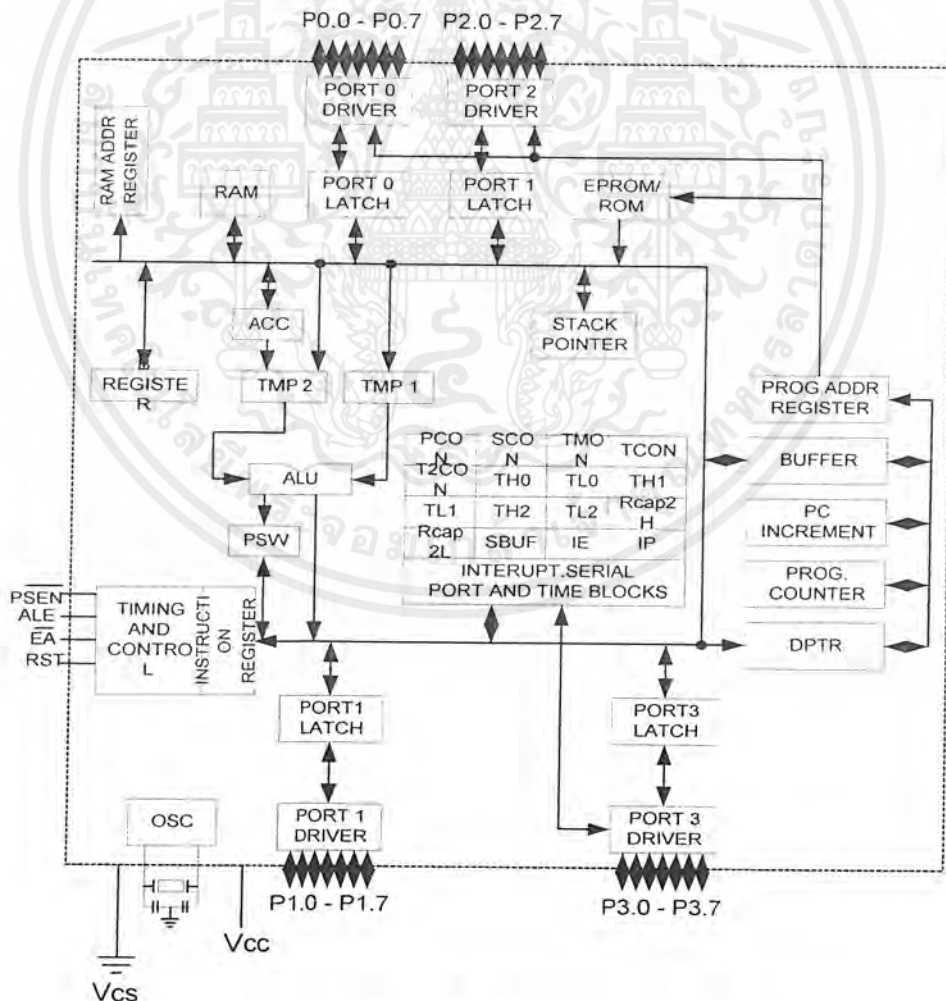 P0.0 - P0.7
P2.0 - P2.7
PORT 0
DRIVER
PORT 2
DRIVER
RAM ADDR
REGISTER
RAM
PORT 0
LATCH
PORT 1
LATCH
EPROM/
ROM
ACC
STACK
POINTER
B
REGISTE
R
TMP 2
TMP 1
PROG.ADDR
REGISTER
PCO
N
SCO
N
TMO
N
TCON
BUFFER
ALU
T2CO
N
TH0
TL0
TH1
TL1
TH2
TL2
Rcap2
H
PC
INCREMENT
PSW
Rcap
2L
SBUF
IE
IP
INTERUPT.SERIAL
PORT AND TIME BLOCKS
PROG.
COUNTER
PSEN
ALE
EA
RST
TIMING
AND
CONTRO
L
INSTRUCTI
ON
REGISTER
DPTR
PORT1
LATCH
PORT3
LATCH
OSC
PORT 1
DRIVER
PORT 3
DRIVER
P1.0 - P1.7
P3.0 - P3.7
Vcc
Vcs